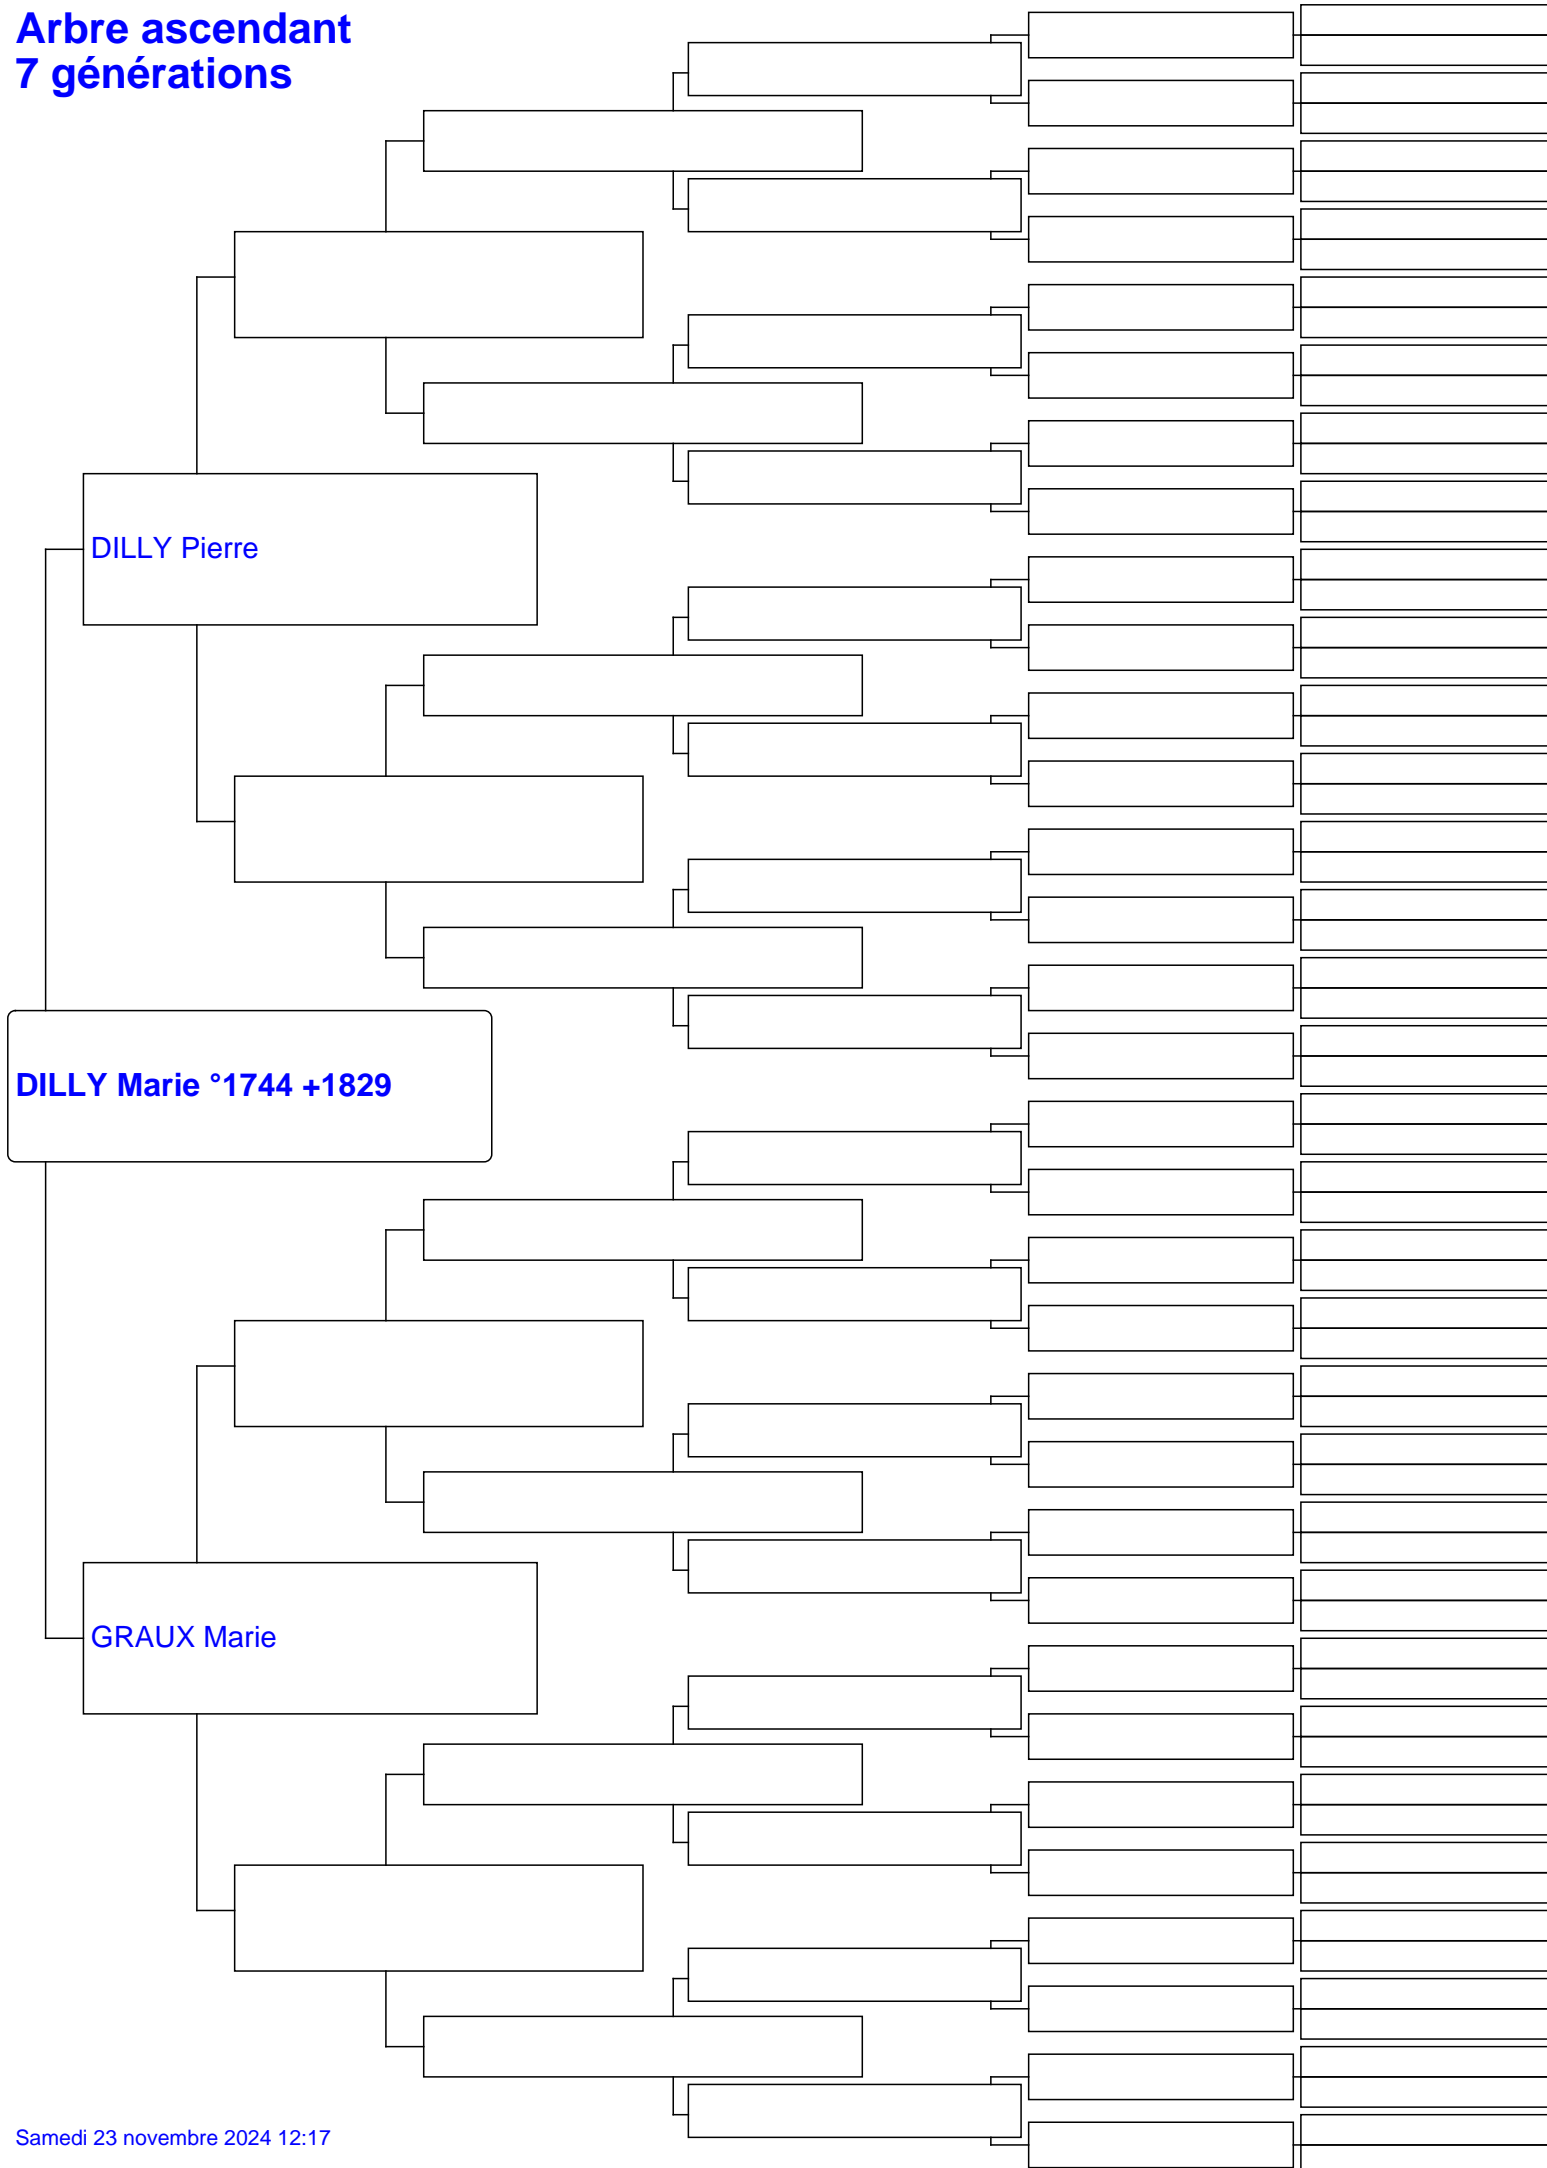 Arbre ascendant
7 générations
DILLY Pierre
DILLY Marie °1744 +1829
GRAUX Marie
Samedi 23 novembre 2024 12:17